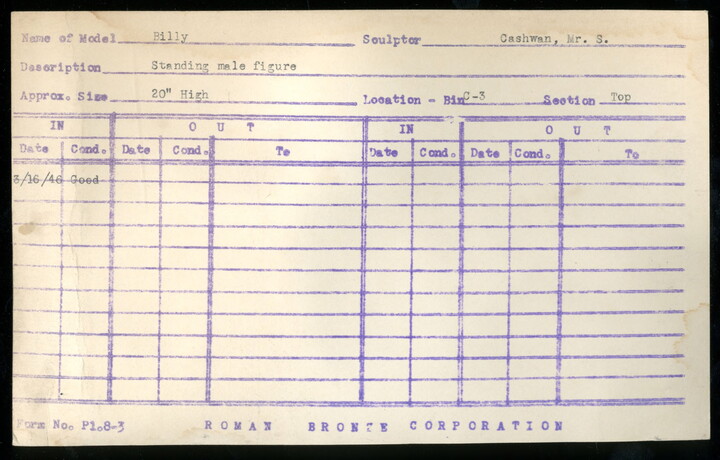 Name of Model Billy Sculptor Cashwan, Mr. S.
Description Standing male figure
Approx. Size 20" High Location - Bin C-3 Section Top
IN OUT IN OUT
Date Cond. Date Cond. To Date Cond. Date Cond. To
3/16/46 Good
Form No. P108-3 ROMAN BRONZE CORPORATION